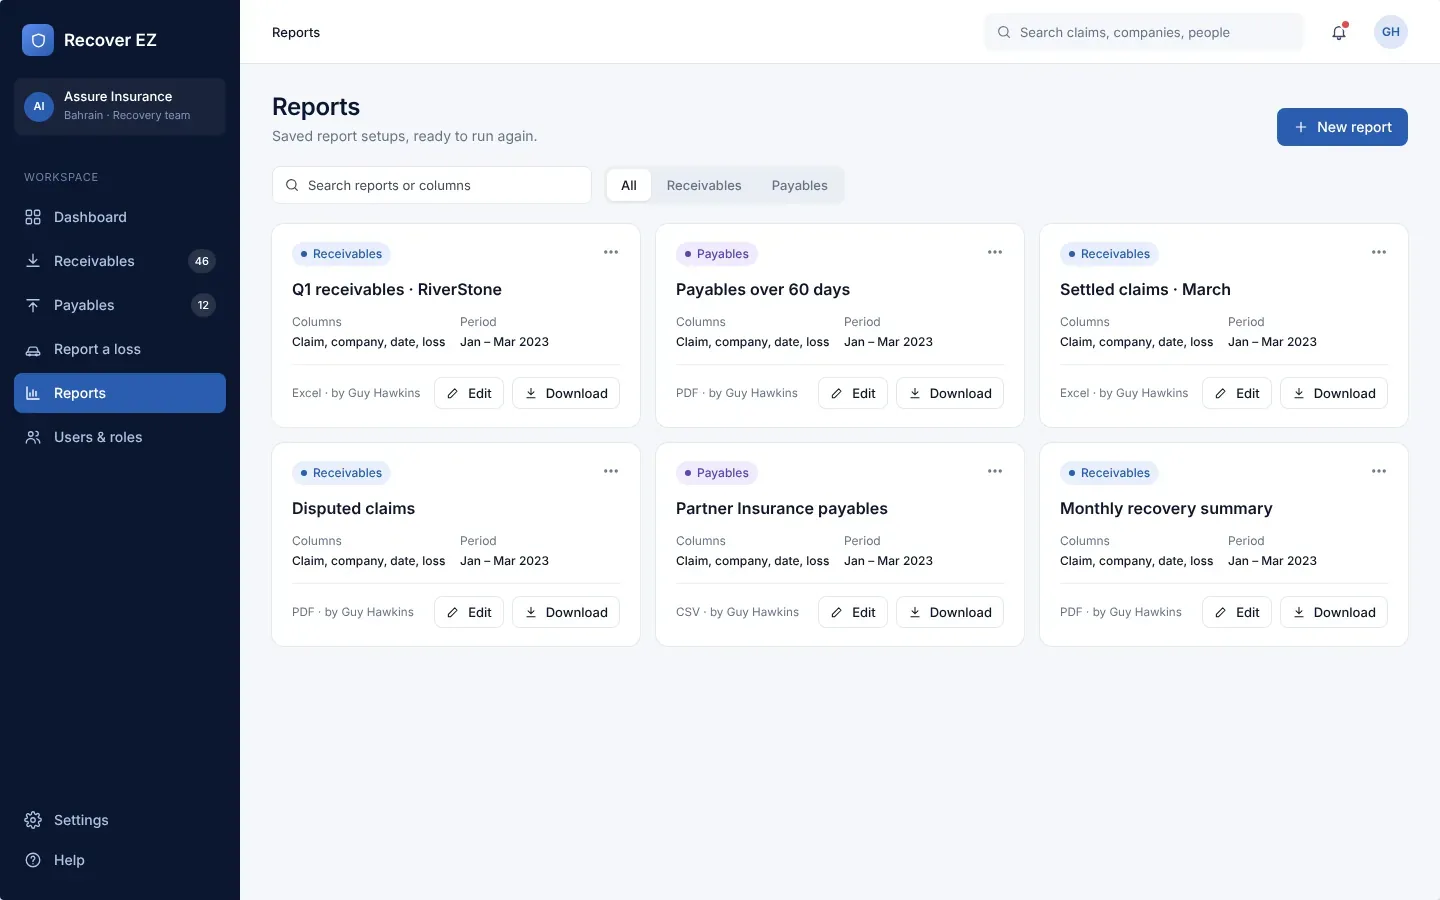 Recover EZ
AI
Assure Insurance
Bahrain · Recovery team
WORKSPACE
Dashboard
Receivables 46
Payables 12
Report a loss
Reports
Users & roles
Settings
Help
Reports
Search claims, companies, people
GH
Reports
Saved report setups, ready to run again.
New report
Search reports or columns
All Receivables Payables
Receivables
Q1 receivables · RiverStone
Columns Period
Claim, company, date, loss Jan – Mar 2023
Excel · by Guy Hawkins Edit Download
Payables
Payables over 60 days
Columns Period
Claim, company, date, loss Jan – Mar 2023
PDF · by Guy Hawkins Edit Download
Receivables
Settled claims · March
Columns Period
Claim, company, date, loss Jan – Mar 2023
Excel · by Guy Hawkins Edit Download
Receivables
Disputed claims
Columns Period
Claim, company, date, loss Jan – Mar 2023
PDF · by Guy Hawkins Edit Download
Payables
Partner Insurance payables
Columns Period
Claim, company, date, loss Jan – Mar 2023
CSV · by Guy Hawkins Edit Download
Receivables
Monthly recovery summary
Columns Period
Claim, company, date, loss Jan – Mar 2023
PDF · by Guy Hawkins Edit Download